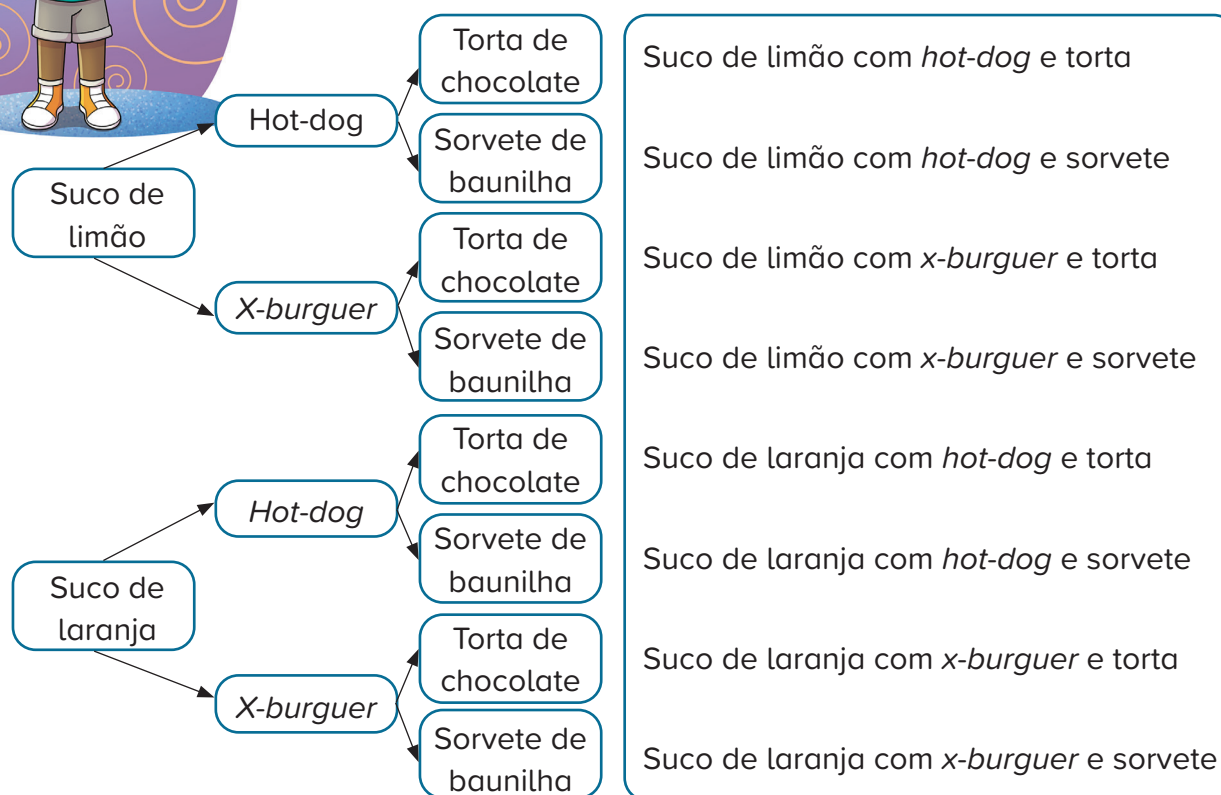 Torta de
chocolate
Suco de limão com hot-dog e torta
Hot-dog
Sorvete de
baunilha
Suco de limão com hot-dog e sorvete
Suco de
limão
Torta de
chocolate
Suco de limão com x-burguer e torta
X-burguer
Sorvete de
baunilha
Suco de limão com x-burguer e sorvete
Torta de
chocolate
Suco de laranja com hot-dog e torta
Hot-dog
Sorvete de
baunilha
Suco de laranja com hot-dog e sorvete
Suco de
laranja
Torta de
chocolate
Suco de laranja com x-burguer e torta
X-burguer
Sorvete de
baunilha
Suco de laranja com x-burguer e sorvete